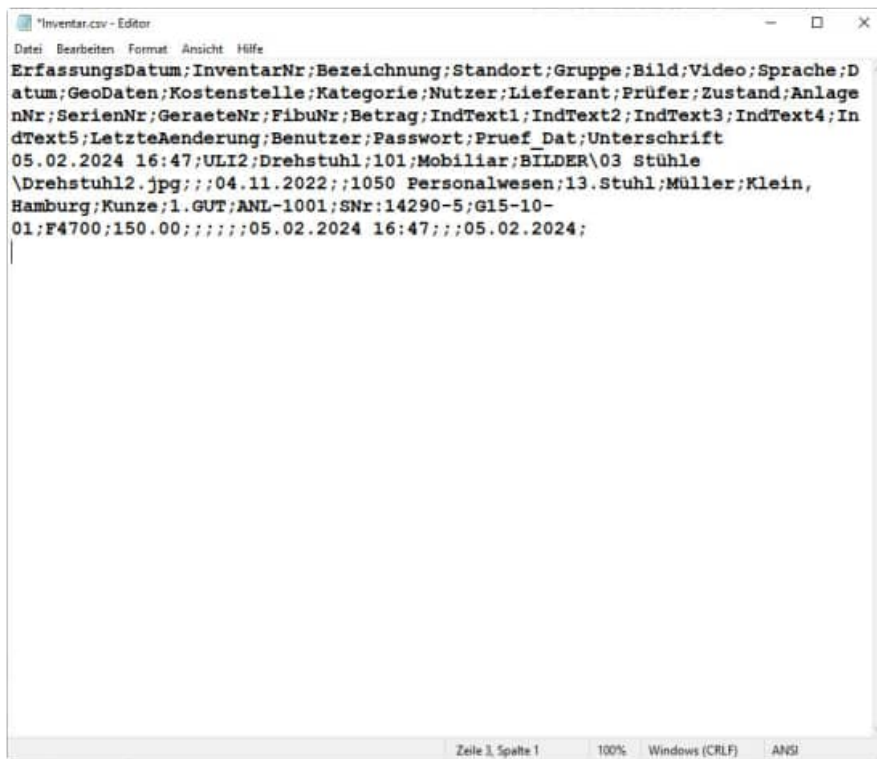 *Inventar.csv - Editor
Datei Bearbeiten Format Ansicht Hilfe
ErfassungsDatum;InventarNr;Bezeichnung;Standort;Gruppe;Bild;Video;Sprache;D
atum;GeoDaten;Kostenstelle;Kategorie;Nutzer;Lieferant;Prüfer;Zustand;Anlage
nNr;SerienNr;GeraeteNr;FibuNr;Betrag;IndText1;IndText2;IndText3;IndText4;In
dText5;LetzteAenderung;Benutzer;Passwort;Pruef_Dat;Unterschrift
05.02.2024 16:47;ULI2;Drehstuhl;101;Mobiliar;BILDER\03 Stühle
\Drehstuhl2.jpg;;;04.11.2022;;1050 Personalwesen;13.Stuhl;Müller;Klein,
Hamburg;Kunze;1.GUT;ANL-1001;SNr:14290-5;G15-10-
01;F4700;150.00;;;;;;05.02.2024 16:47;;;05.02.2024;
Zeile 3, Spalte 1 100% Windows (CRLF) ANSI